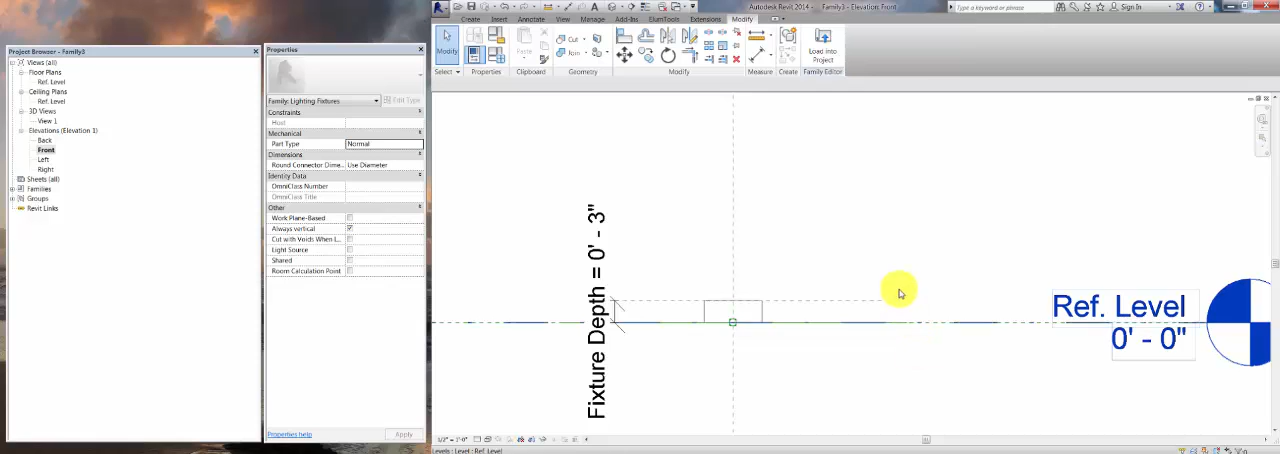 Autodesk Revit 2014 - Family3 - Elevation: Front
Type a keyword or phrase
Sign In
Create Insert Annotate View Manage Add-Ins ElumTools Extensions Modify
Modify
Paste
Cut
Join
Load into
Project
Select Properties Clipboard Geometry Modify Measure Create Family Editor
Project Browser - Family3
Views (all)
Floor Plans
Ref. Level
Ceiling Plans
Ref. Level
3D Views
View 1
Elevations (Elevation 1)
Back
Front
Left
Right
Sheets (all)
Families
Groups
Revit Links
Properties
Family: Lighting Fixtures
Edit Type
Constraints
Host
Mechanical
Part Type Normal
Dimensions
Round Connector Dime... Use Diameter
Identity Data
OmniClass Number
OmniClass Title
Other
Work Plane-Based
Always vertical
Cut with Voids When L...
Light Source
Shared
Room Calculation Point
Properties help
Apply
Fixture Depth = 0' - 3"
Ref. Level
0' - 0"
1/2" = 1'-0"
Levels : Level : Ref. Level